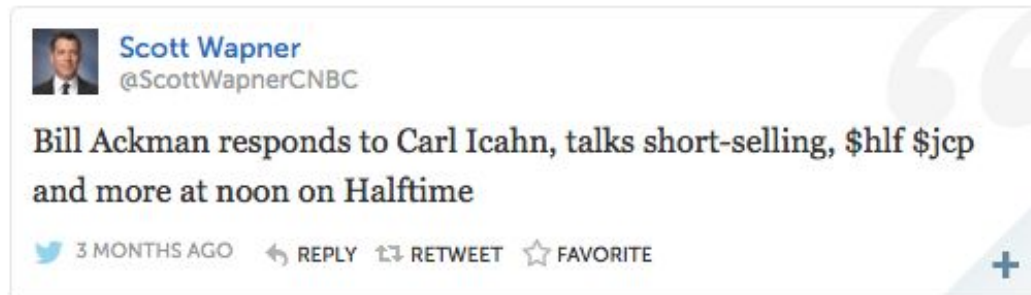 Scott Wapner
@ScottWapnerCNBC
Bill Ackman responds to Carl Icahn, talks short-selling, $hlf $jcp
and more at noon on Halftime
3 MONTHS AGO REPLY RETWEET FAVORITE